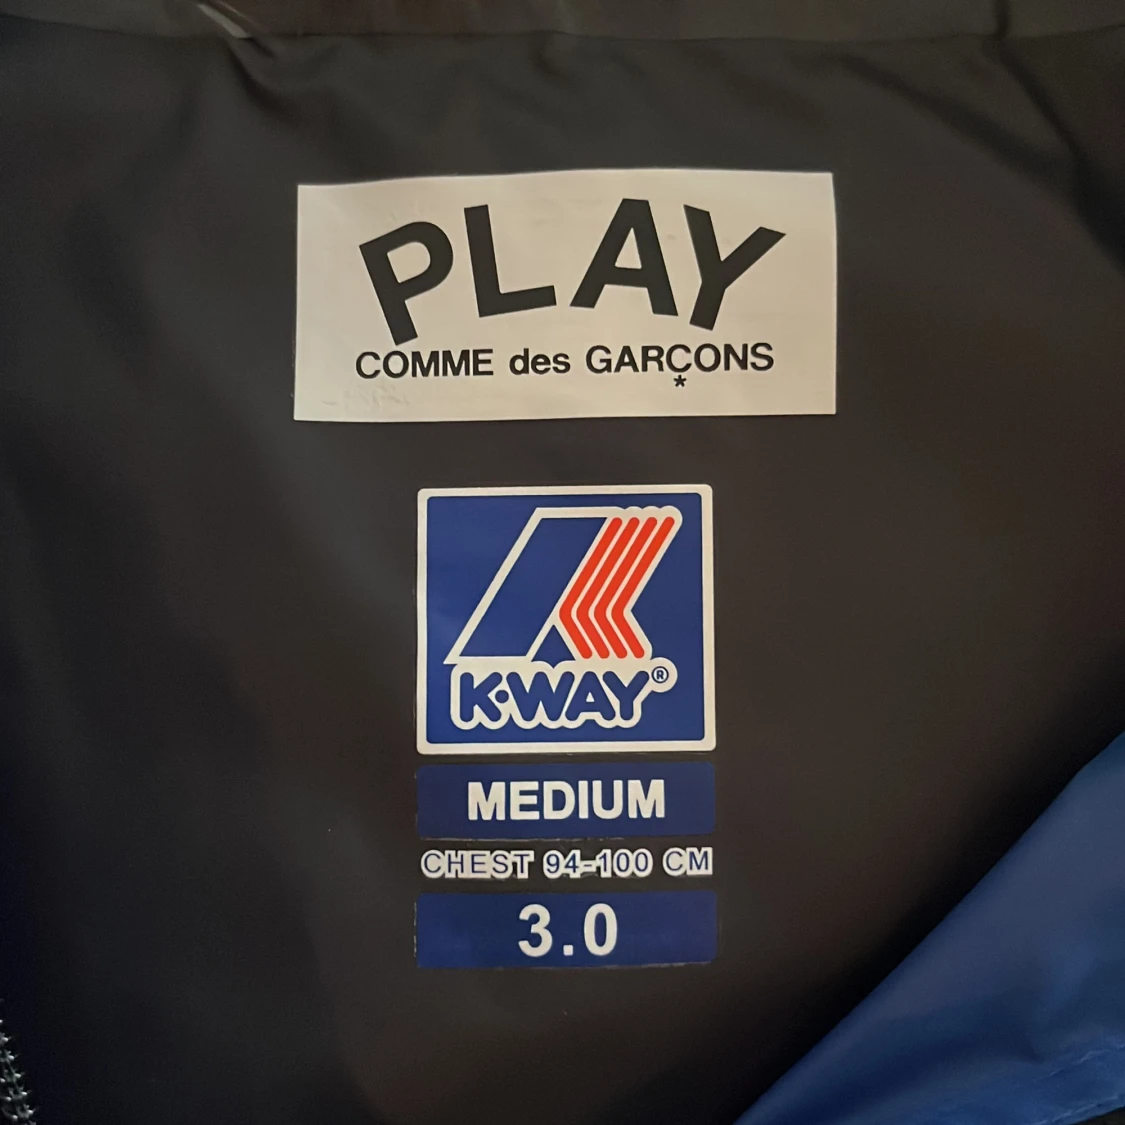 PLAY
COMME des GARÇONS
*
K·WAY®
MEDIUM
CHEST 94-100 CM
3.0